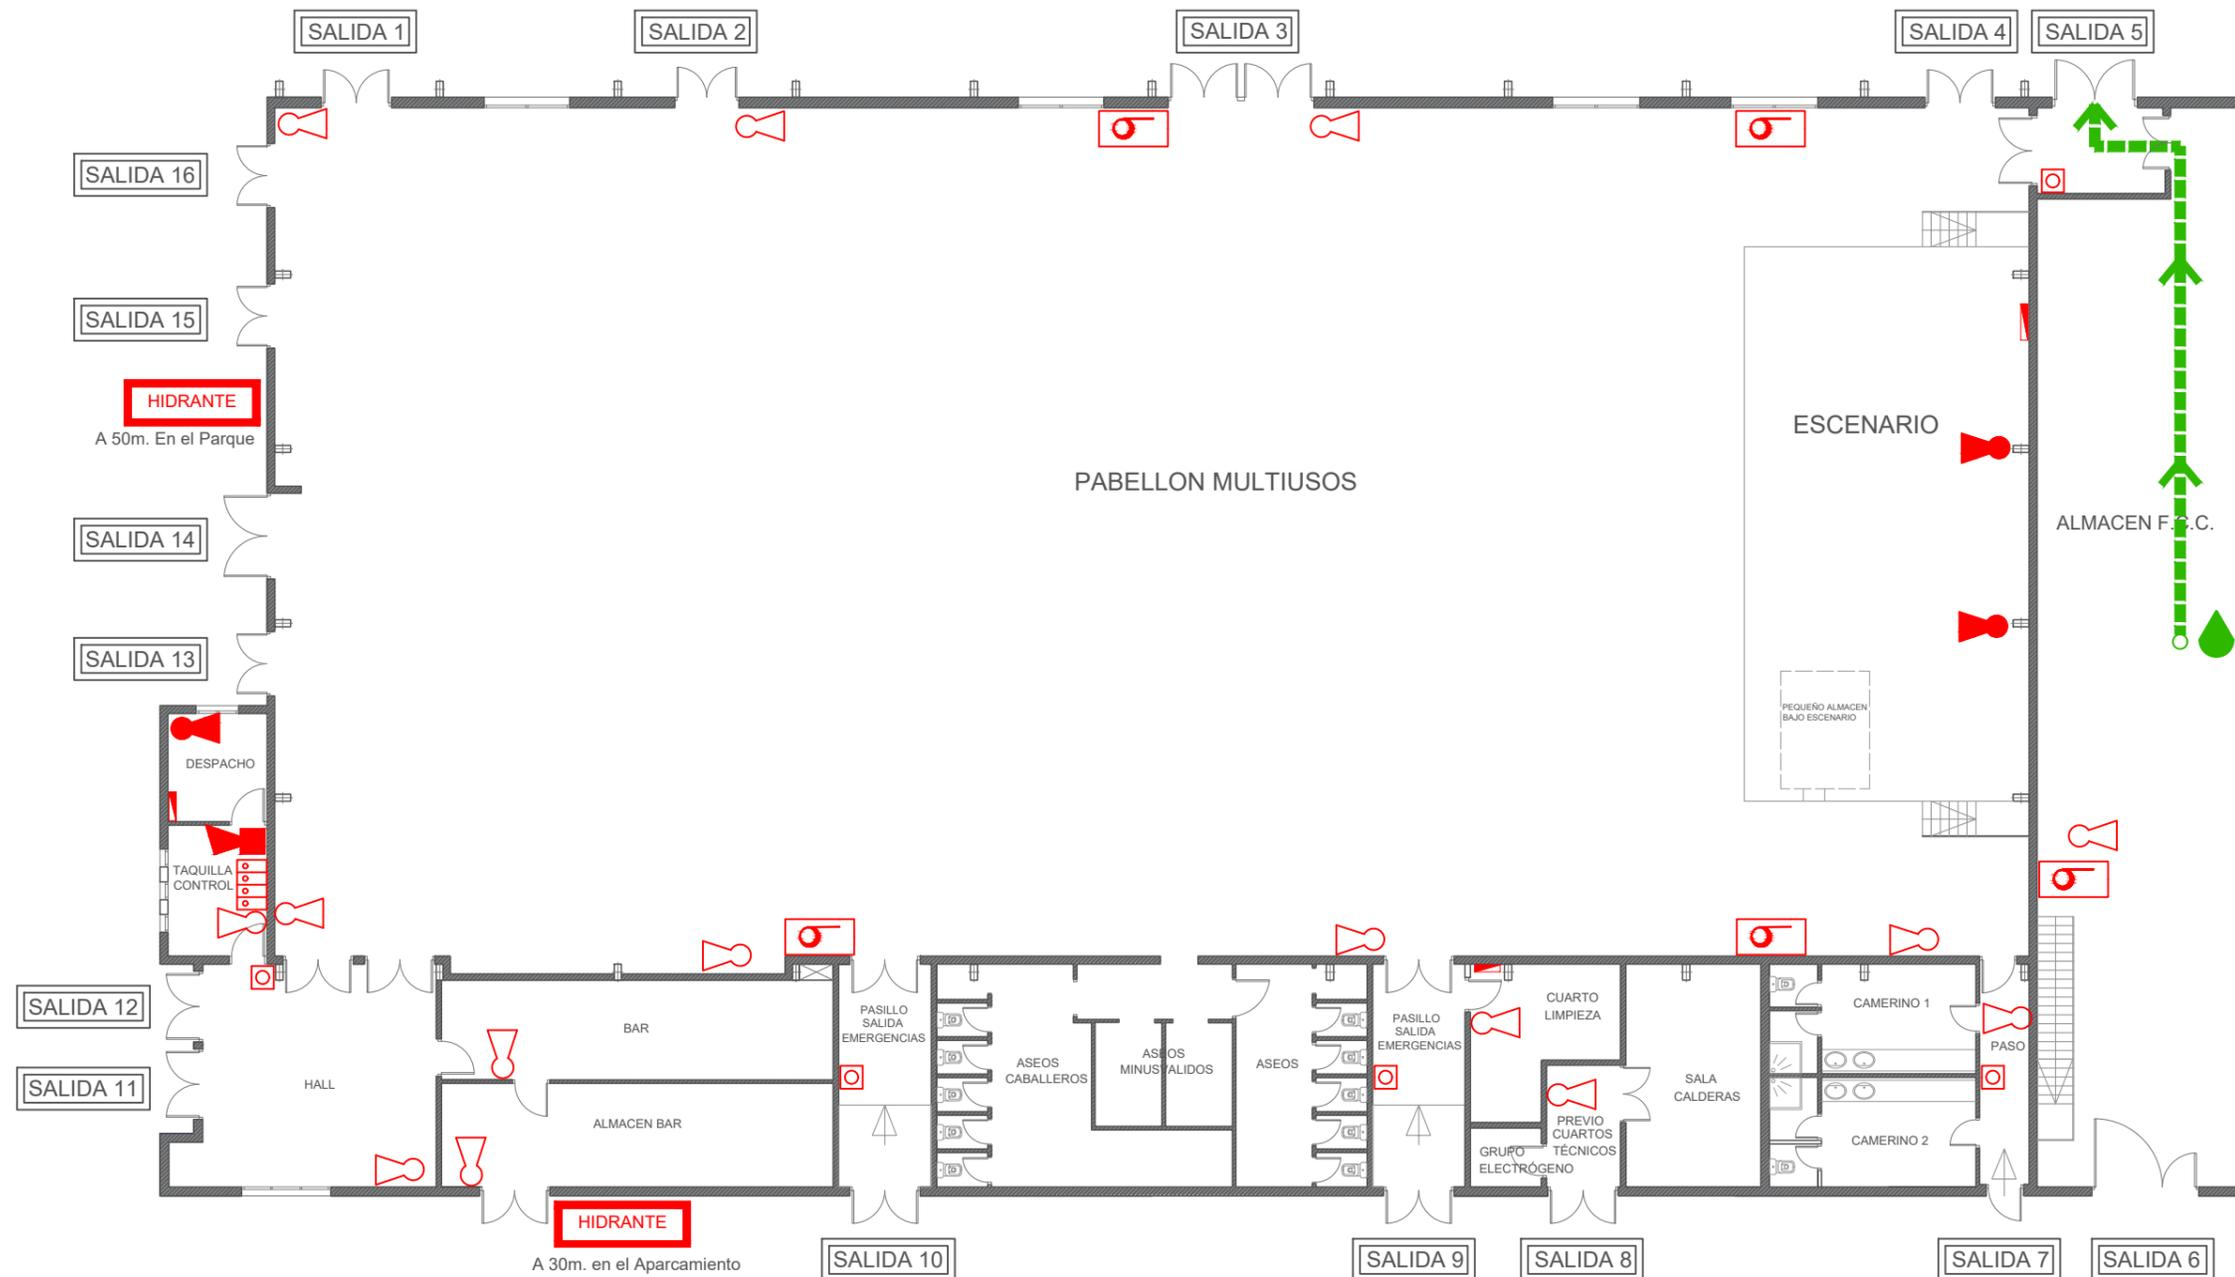 SALIDA 1
SALIDA 2
SALIDA 3
SALIDA 4
SALIDA 5
SALIDA 16
SALIDA 15
HIDRANTE
A 50m. En el Parque
ESCENARIO
PABELLON MULTIUSOS
ALMACEN F.C.C.
SALIDA 14
SALIDA 13
PEQUEÑO ALMACEN
BAJO ESCENARIO
DESPACHO
TAQUILLA
CONTROL
SALIDA 12
SALIDA 11
HALL
BAR
ALMACEN BAR
PASILLO
SALIDA
EMERGENCIAS
ASEOS
CABALLEROS
ASEOS
MINUSVALIDOS
ASEOS
PASILLO
SALIDA
EMERGENCIAS
CUARTO
LIMPIEZA
PREVIO
CUARTOS
TÉCNICOS
GRUPO
ELECTRÓGENO
SALA
CALDERAS
CAMERINO 1
CAMERINO 2
PASO
HIDRANTE
A 30m. en el Aparcamiento
SALIDA 10
SALIDA 9
SALIDA 8
SALIDA 7
SALIDA 6